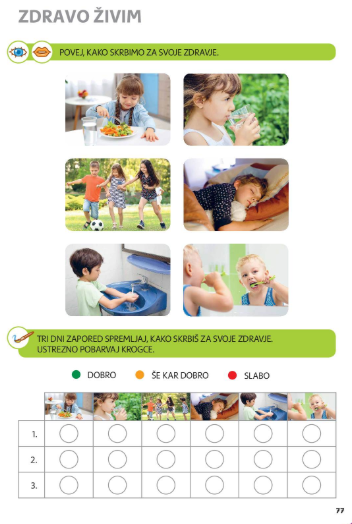 ZDRAVO ŽIVIM
POVEJ, KAKO SKRBIMO ZA SVOJE ZDRAVJE.
TRI DNI ZAPORED SPREMLJAJ, KAKO SKRBIŠ ZA SVOJE ZDRAVJE.
USTREZNO POBARVAJ KROGCE.
DOBRO ŠE KAR DOBRO SLABO
1.
2.
3.
77